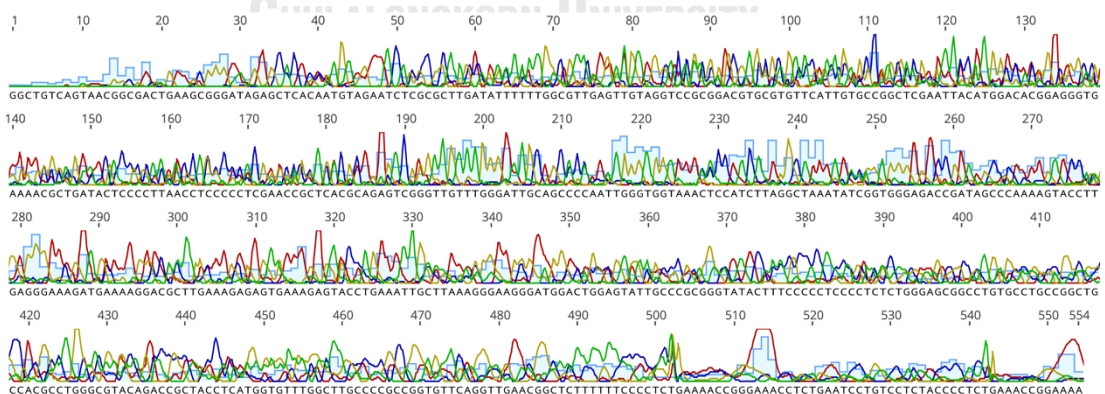 CHULALONGKORN UNIVERSITY
1 10 20 30 40 50 60 70 80 90 100 110 120 130
GGCTGTCAGTAACGGCGACTGAAGCGGGATAGAGCTCACAATGTAGAATCTCGCGCTTGATATTTTTTGGCGTTGAGTTGTAGGTCCGCGGACGTGCGTGTTCATTGTGCCGGCTCGAATTACATGGACACGGAGGGTG
140 150 160 170 180 190 200 210 220 230 240 250 260 270
AAAACGCTGATACTCCCGCTTAACCTTCCCCCTCGAACCGCTCCACGCAGATGCCGGATGTTGTTTGGGATTGCAGCCCCAATTGGGTGGTAAACTCCATCTTAGGCTAAATATCGGTGGGAGACCGATAGCCCAAAAGTACCTT
280 290 300 310 320 330 340 350 360 370 380 390 400 410
GAGGGAAAGATGAAAAGGACGCTTGAAAGAGAGTGAAAGAGTACCTGAAATTGCTTAAAGGGAAGGGATGGACTGGAGTATTGCCCGCGGGTATACTTTCCCCCTCCCCTCTCTGGGAGCGGCCTGTGCCTGCCGGCTG
420 430 440 450 460 470 480 490 500 510 520 530 540 550 554
CCACGCCTGGGCGTACAGACCGCTACCTCATGGTGTTTGGCTTGCCCCGCCGGTGTTCAGGTTGAACGGCTCTTTTTTCCCCTCTGAAAACCGGGAAACCTCTGAATCCTGTCCTCTACCCCTCTGAAACCGGAAAA